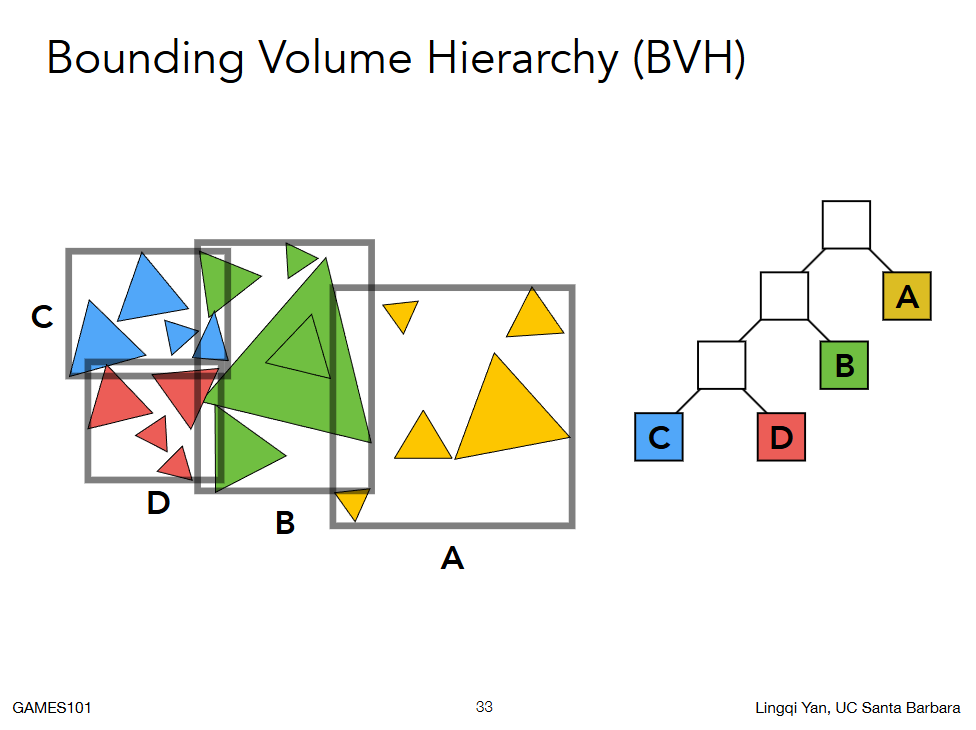 Bounding Volume Hierarchy (BVH)
C
D
B
A
A
B
C
D
GAMES101
33
Lingqi Yan, UC Santa Barbara